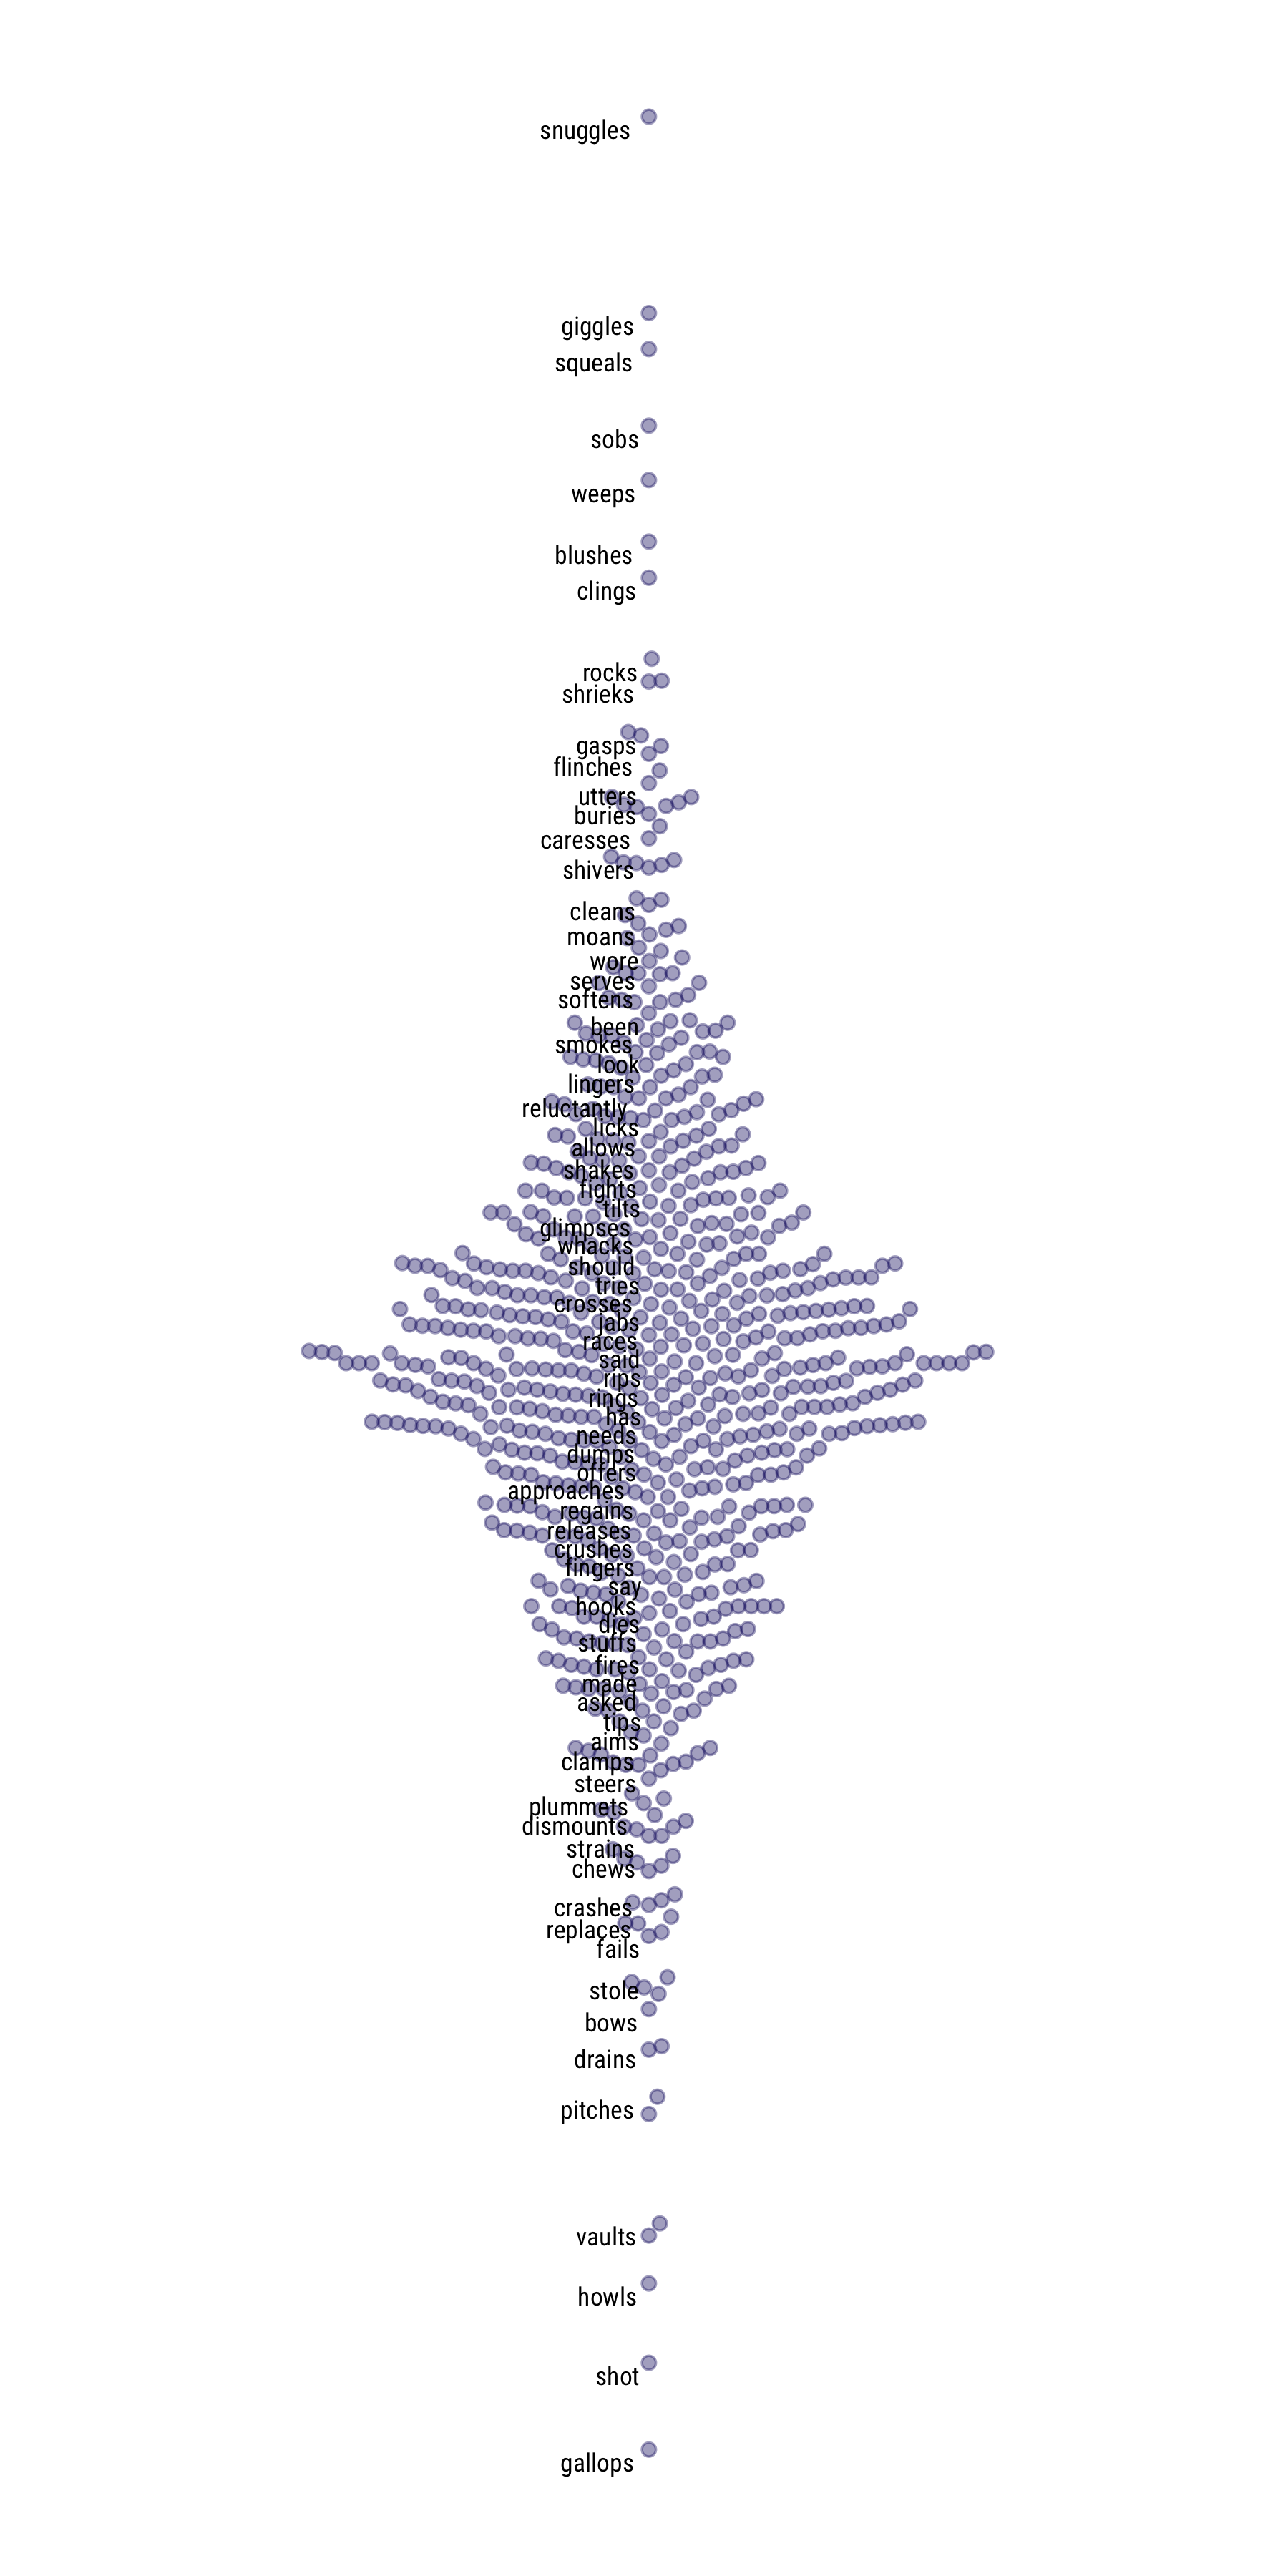 snuggles
giggles
squeals
sobs
weeps
blushes
clings
rocks
shrieks
gasps
flinches
utters
buries
caresses
shivers
cleans
moans
wore
serves
softens
been
smokes
look
lingers
reluctantly
licks
allows
shakes
fights
tilts
glimpses
whacks
should
tries
crosses
jabs
races
said
rips
rings
has
needs
dumps
offers
approaches
regains
releases
crushes
fingers
say
hooks
dies
stuffs
fires
made
asked
tips
aims
clamps
steers
plummets
dismounts
strains
chews
crashes
replaces
fails
stole
bows
drains
pitches
vaults
howls
shot
gallops